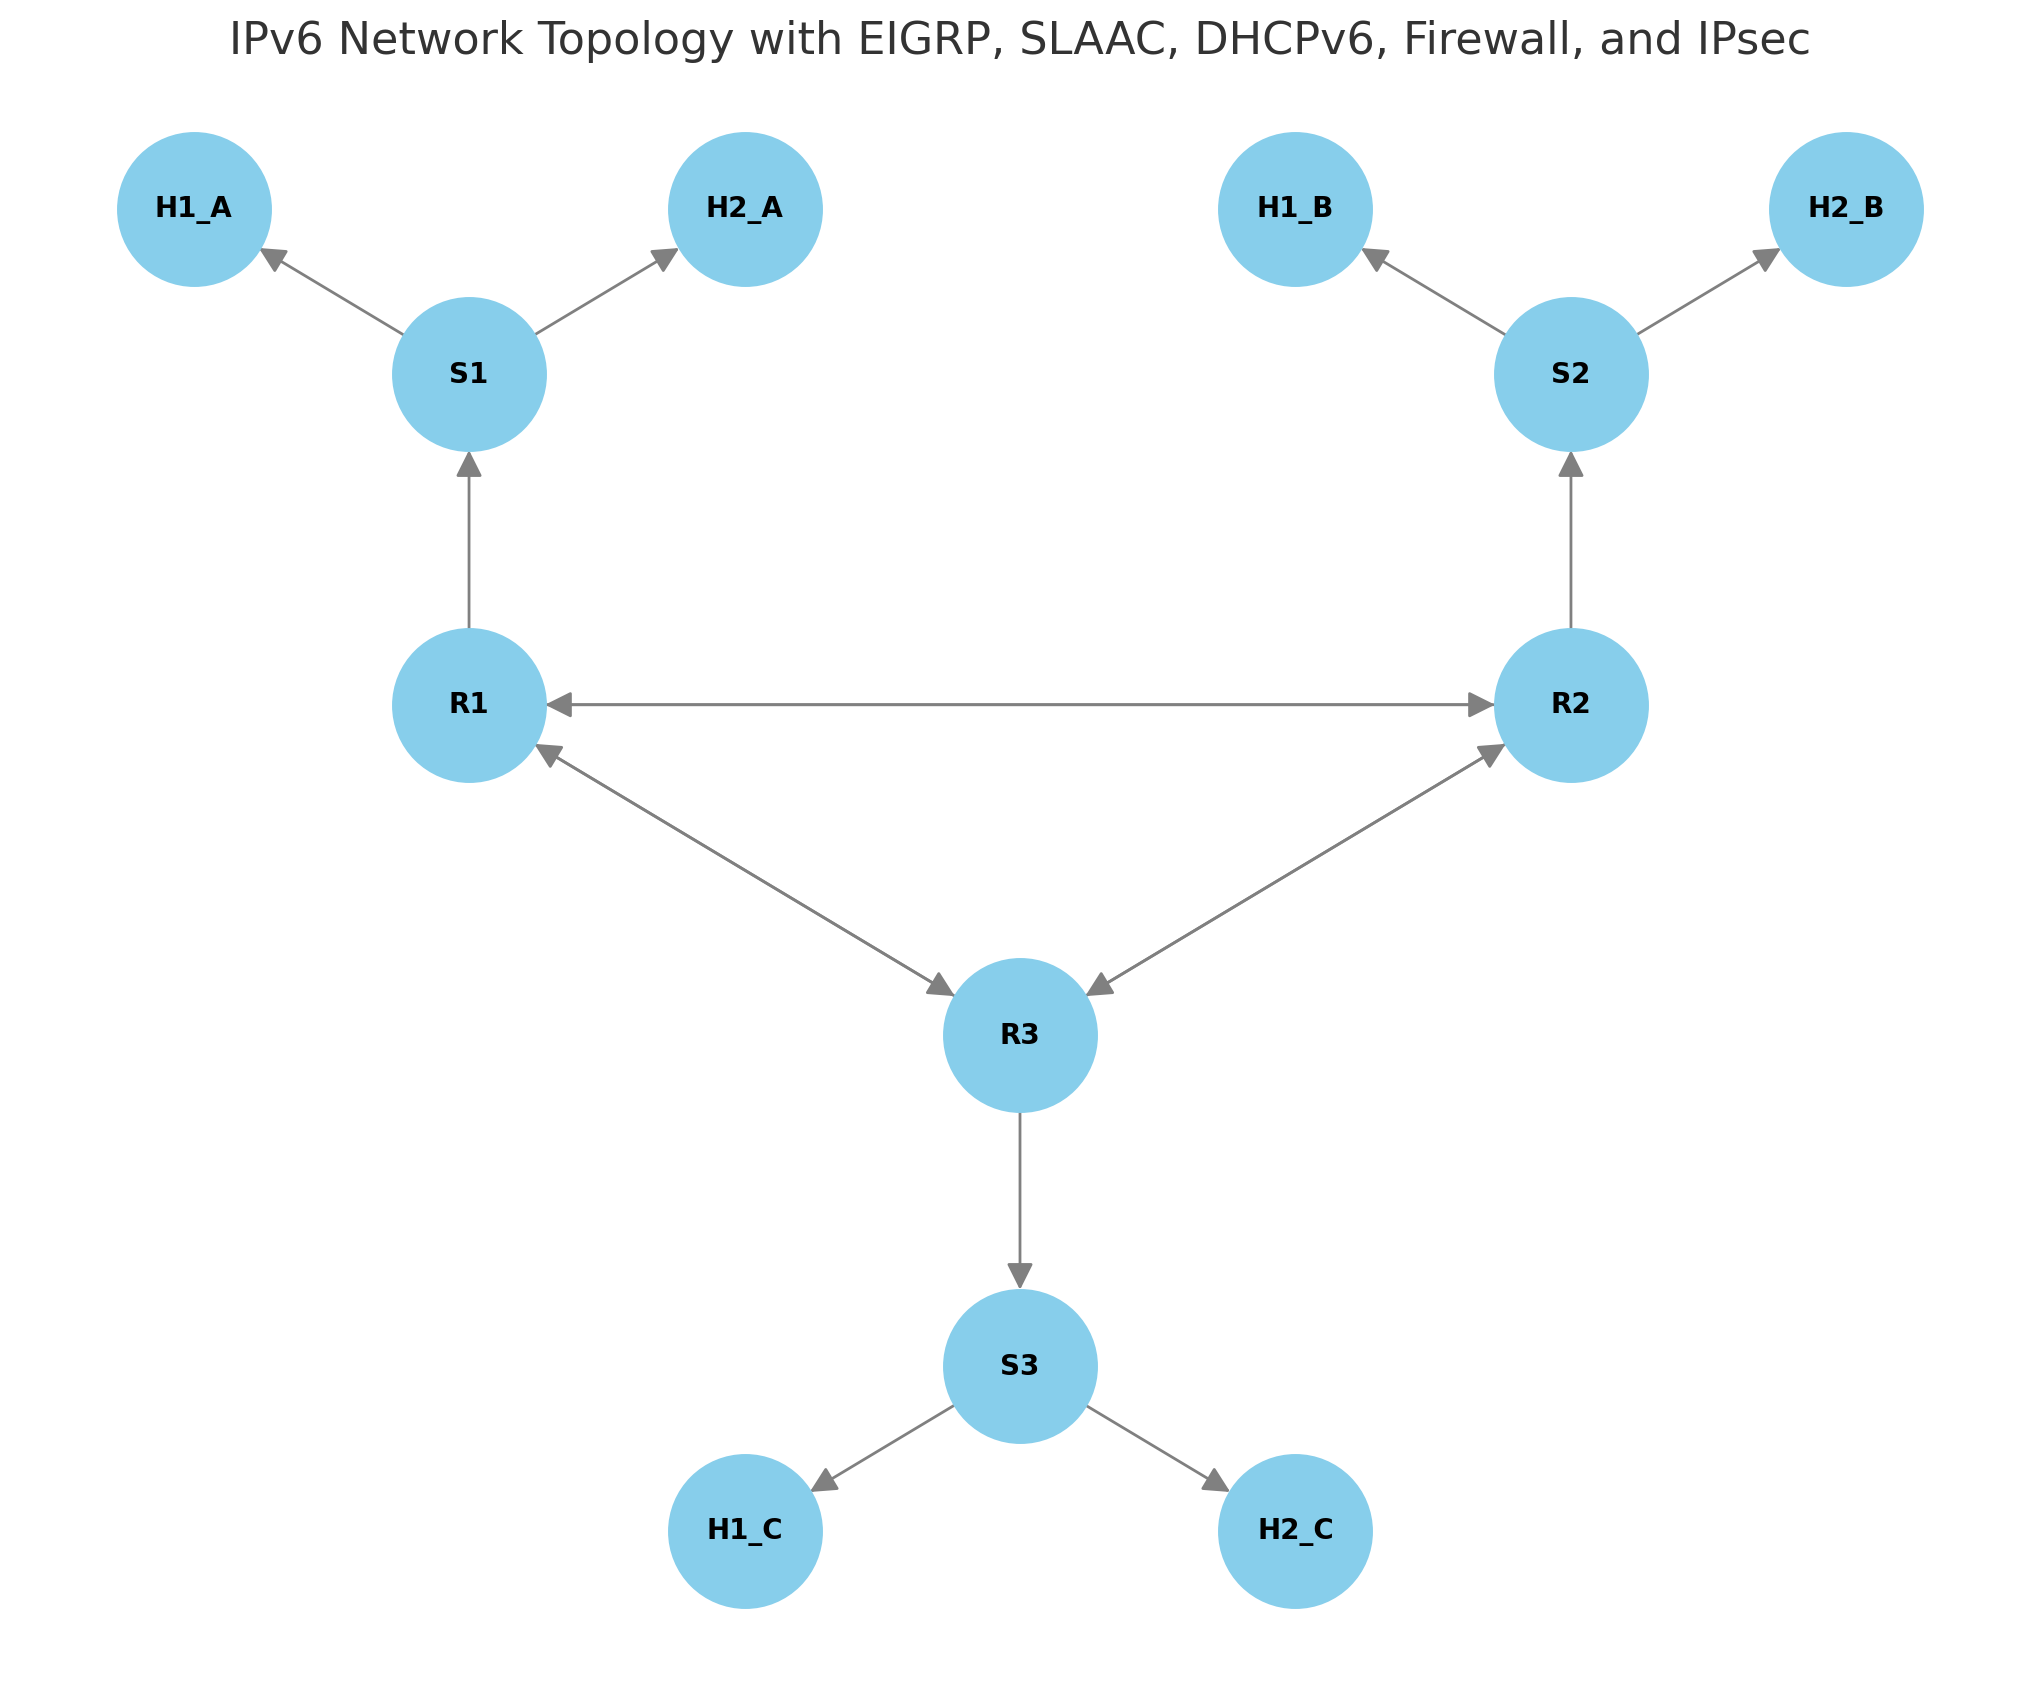 IPv6 Network Topology with EIGRP, SLAAC, DHCPv6, Firewall, and IPsec
H1_A
H2_A
H1_B
H2_B
S1
S2
R1
R2
R3
S3
H1_C
H2_C